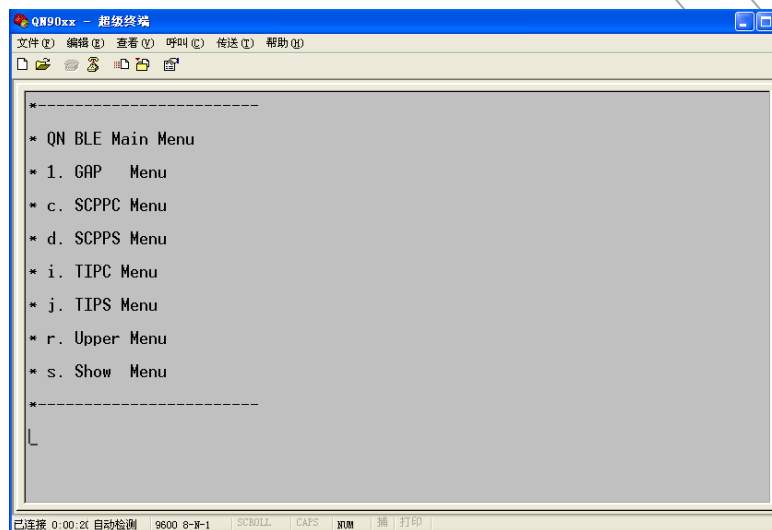 QN90xx - 超级终端
文件(F) 编辑(E) 查看(V) 呼叫(C) 传送(T) 帮助(H)
*------------------------
* QN BLE Main Menu
* 1. GAP   Menu
* c. SCPPC Menu
* d. SCPPS Menu
* i. TIPC Menu
* j. TIPS Menu
* r. Upper Menu
* s. Show  Menu
*------------------------
已连接 0:00:2( 自动检测 9600 8-N-1 SCROLL CAPS NUM 捕 打印